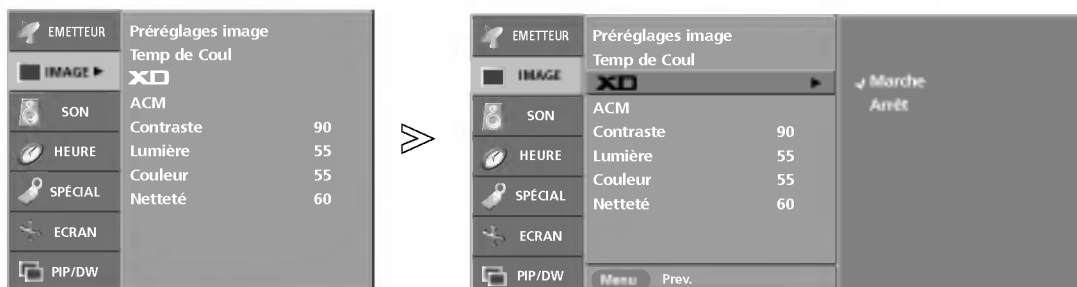 EMETTEUR
IMAGE
SON
HEURE
SPÉCIAL
ECRAN
PIP/DW
Préréglages image
Temp de Coul
XD
ACM
Contraste 90
Lumière 55
Couleur 55
Netteté 60
EMETTEUR
IMAGE
SON
HEURE
SPÉCIAL
ECRAN
PIP/DW
Préréglages image
Temp de Coul
XD
ACM
Contraste 90
Lumière 55
Couleur 55
Netteté 60
Menu Prev.
Marche
Arrêt